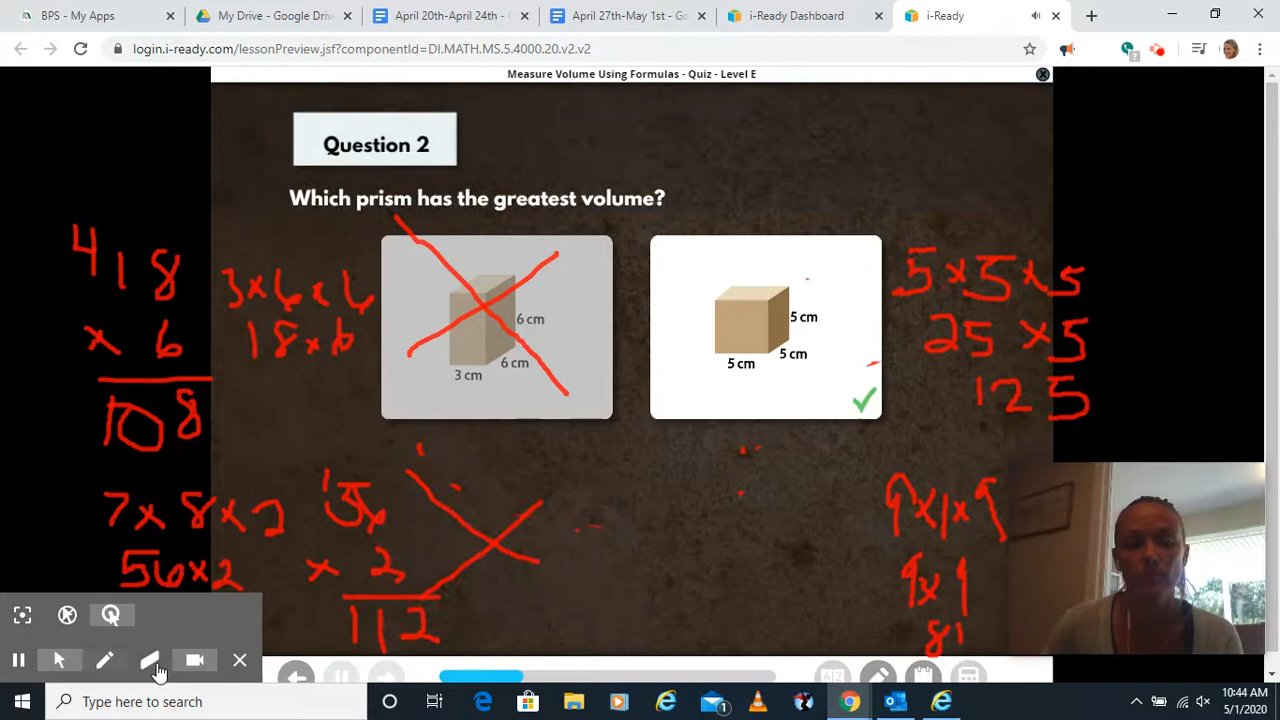 BPS - My Apps
My Drive - Google Driv
April 20th-April 24th - G
April 27th-May 1st - Go
i-Ready Dashboard
i-Ready
login.i-ready.com/lessonPreview.jsf?componentId=DI.MATH.MS.5.4000.20.v2.v2
Measure Volume Using Formulas - Quiz - Level E
Question 2
Which prism has the greatest volume?
6 cm
6 cm
3 cm
5 cm
5 cm
5 cm
4
18
× 6
108
3×6×6
18×6
5×5×5
25×5
125
7×8×2
56×2
1
56
× 2
112
9×1×9
9×9
81
Type here to search
1
10:44 AM
5/1/2020